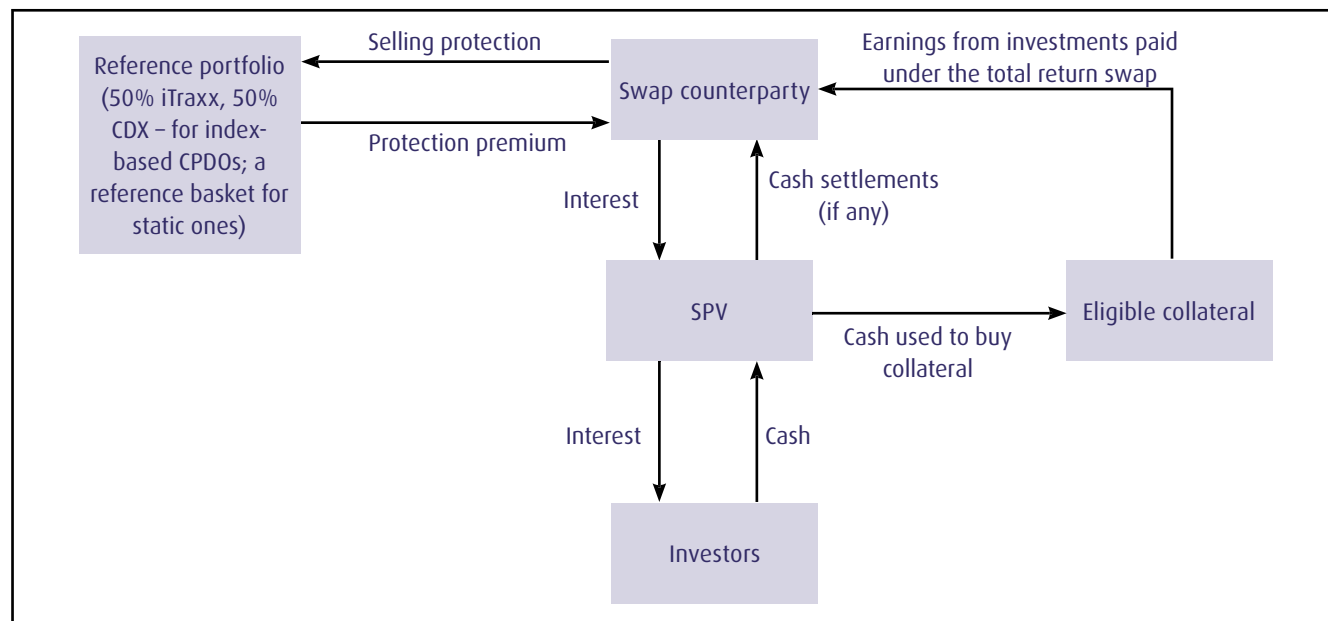 Selling protection
Earnings from investments paid
under the total return swap
Reference portfolio
(50% iTraxx, 50%
CDX – for index-
based CPDOs; a
reference basket for
static ones)
Swap counterparty
Protection premium
Interest
Cash settlements
(if any)
SPV
Eligible collateral
Cash used to buy
collateral
Interest
Cash
Investors